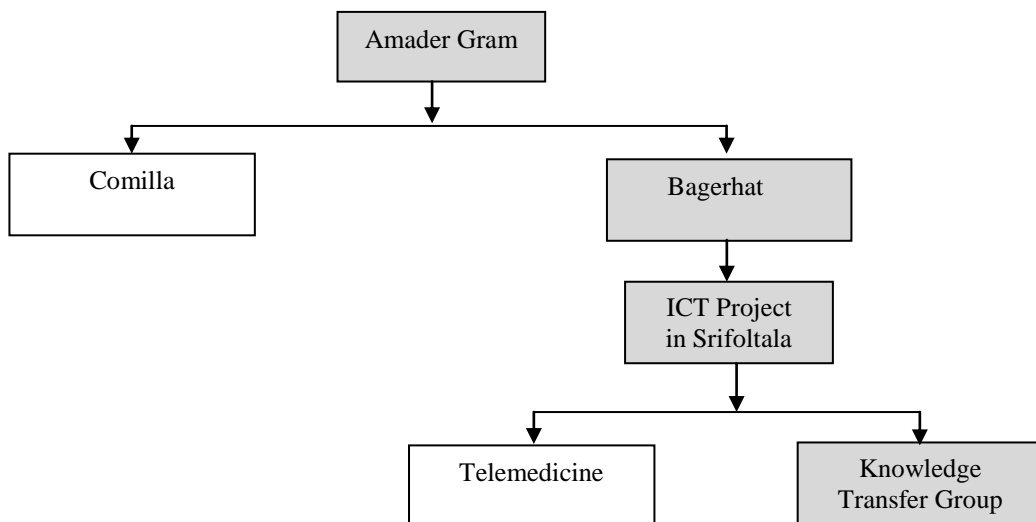 Amader Gram
Comilla
Bagerhat
ICT Project
in Srifoltala
Telemedicine
Knowledge
Transfer Group